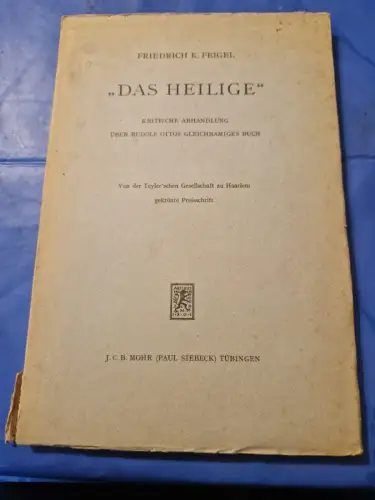 FRIEDRICH K. FEIGEL
„DAS HEILIGE“
KRITISCHE ABHANDLUNG
ÜBER RUDOLF OTTOS GLEICHNAMIGES BUCH
Von der Teyler'schen Gesellschaft zu Haarlem
gekrönte Preisschrift
J. C. B. MOHR (PAUL SIEBECK) TÜBINGEN